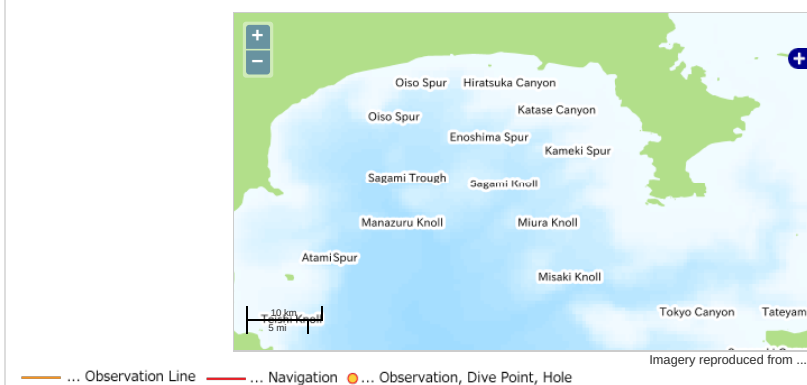 +
−
Oiso Spur
Hiratsuka Canyon
Katase Canyon
Oiso Spur
Enoshima Spur
Kameki Spur
Sagami Trough
Sagami Knoll
Manazuru Knoll
Miura Knoll
Atami Spur
Misaki Knoll
Tokyo Canyon
Tateyam
10 km
Knoll
5 mi
Imagery reproduced from ...
... Observation Line
... Navigation
... Observation, Dive Point, Hole